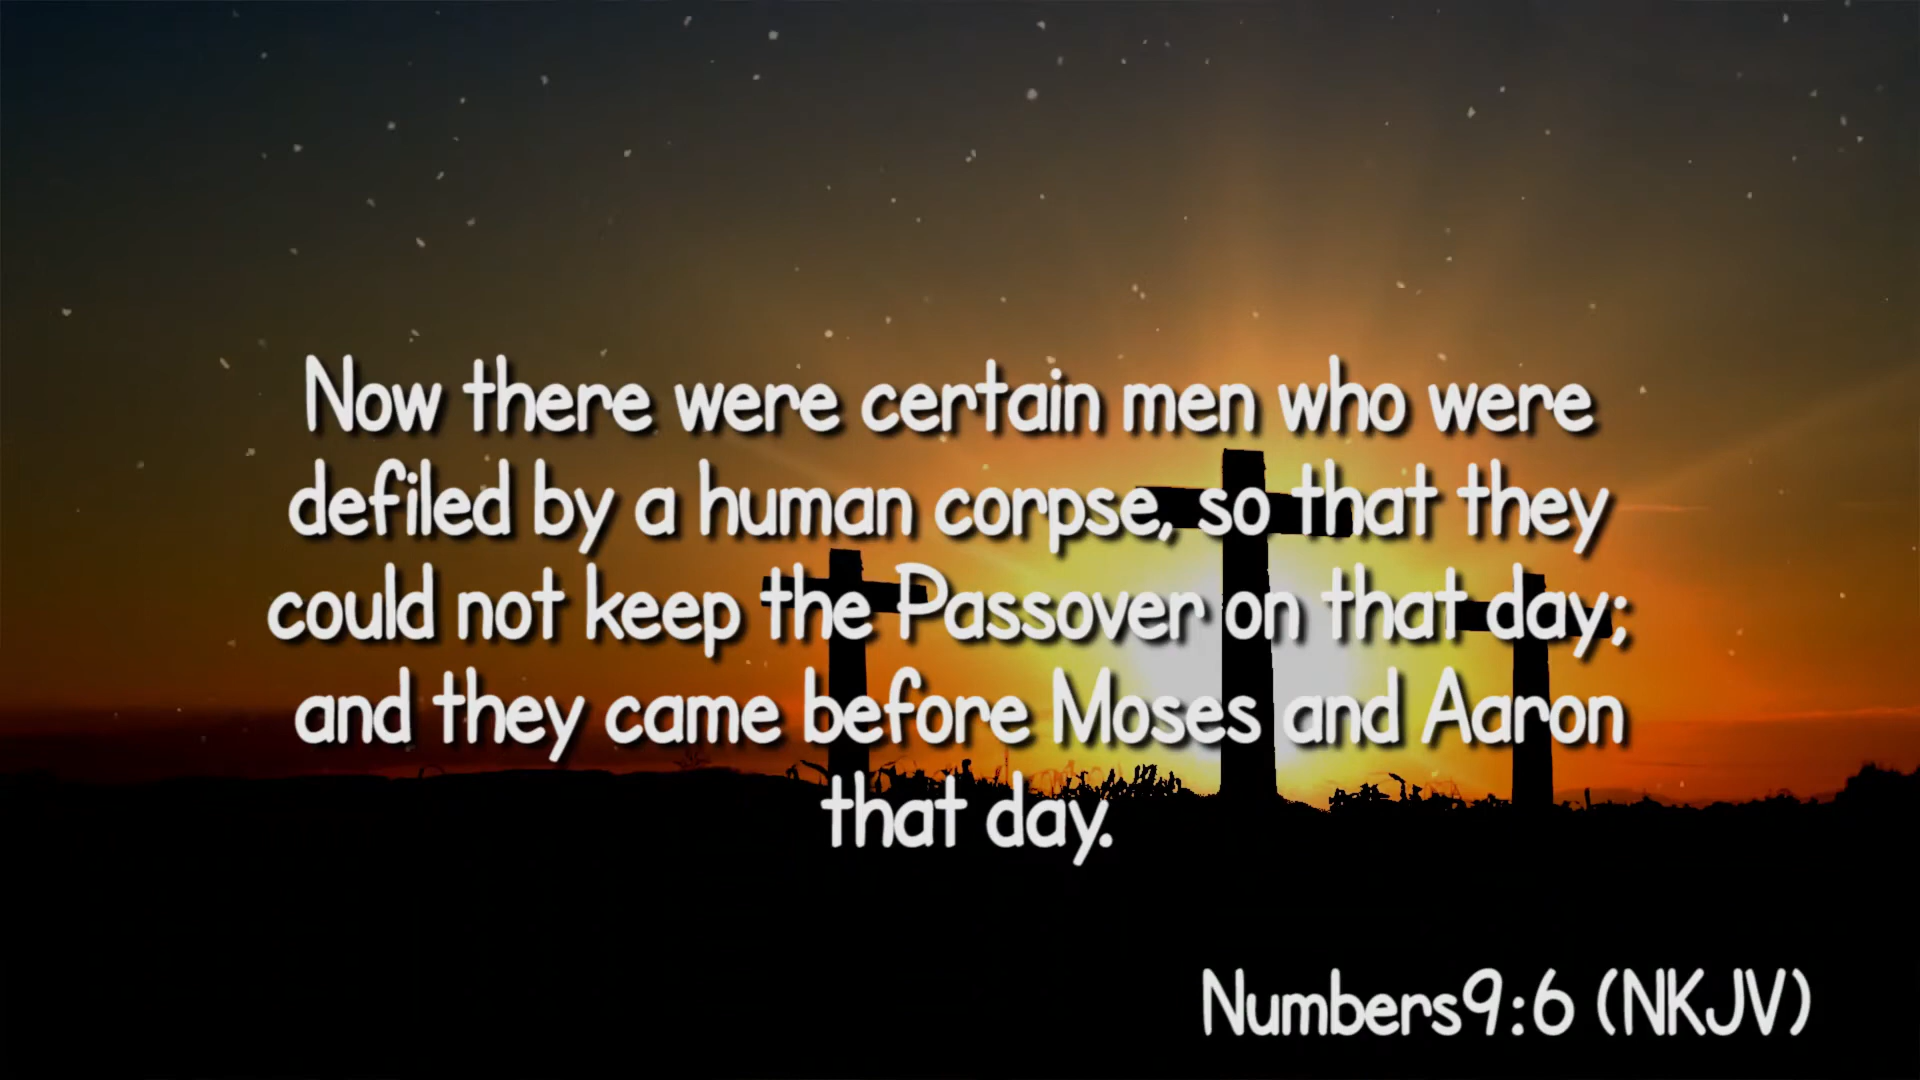 Now there were certain men who were
defiled by a human corpse, so that they
could not keep the Passover on that day;
and they came before Moses and Aaron
that day.
Numbers9:6 (NKJV)